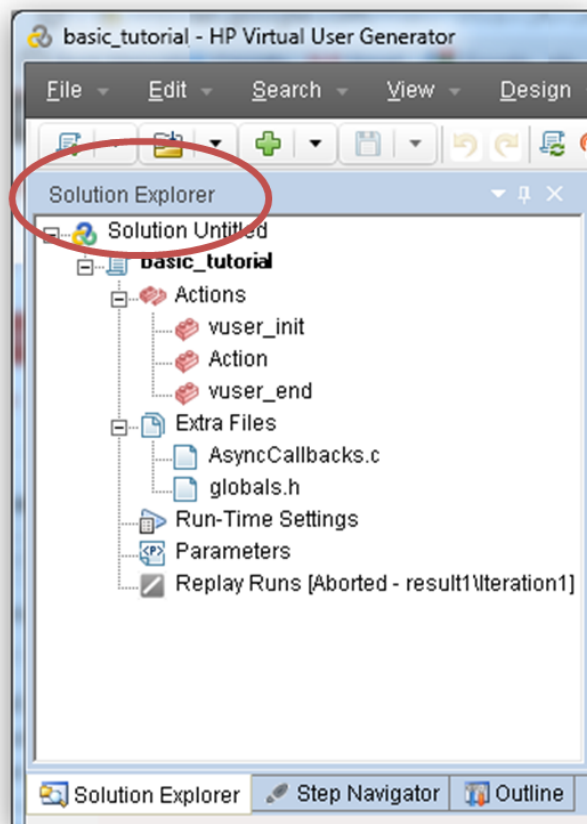 basic_tutorial - HP Virtual User Generator
File Edit Search View Design
Solution Explorer
Solution Untitled
basic_tutorial
Actions
vuser_init
Action
vuser_end
Extra Files
AsyncCallbacks.c
globals.h
Run-Time Settings
<P>
Parameters
Replay Runs [Aborted - result1\Iteration1]
Solution Explorer Step Navigator Outline